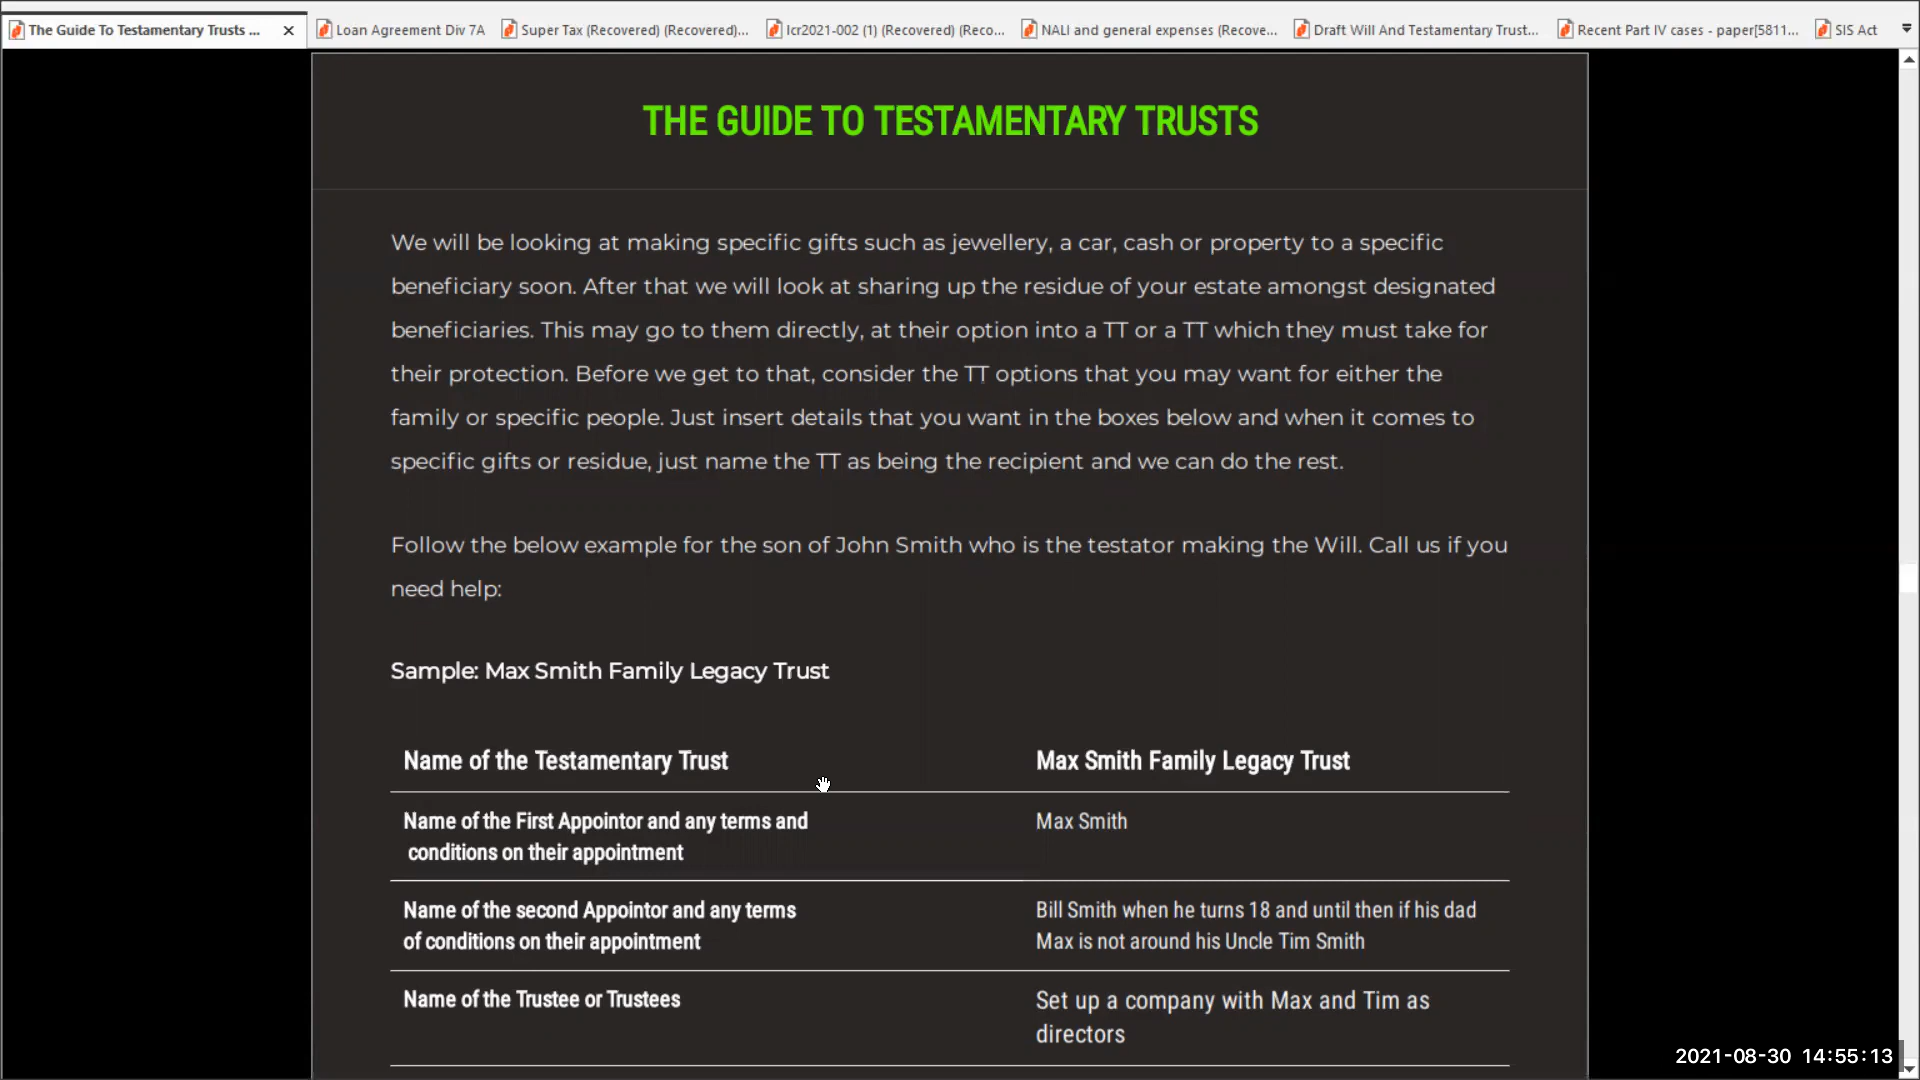 The Guide To Testamentary Trusts ...
Loan Agreement Div 7A
Super Tax (Recovered) (Recovered)...
lcr2021-002 (1) (Recovered) (Reco...
NALI and general expenses (Recove...
Draft Will And Testamentary Trust...
Recent Part IV cases - paper[5811...
SIS Act
THE GUIDE TO TESTAMENTARY TRUSTS
We will be looking at making specific gifts such as jewellery, a car, cash or property to a specific
beneficiary soon. After that we will look at sharing up the residue of your estate amongst designated
beneficiaries. This may go to them directly, at their option into a TT or a TT which they must take for
their protection. Before we get to that, consider the TT options that you may want for either the
family or specific people. Just insert details that you want in the boxes below and when it comes to
specific gifts or residue, just name the TT as being the recipient and we can do the rest.
Follow the below example for the son of John Smith who is the testator making the Will. Call us if you
need help:
Sample: Max Smith Family Legacy Trust
Name of the Testamentary Trust
Max Smith Family Legacy Trust
Name of the First Appointor and any terms and
conditions on their appointment
Max Smith
Name of the second Appointor and any terms
of conditions on their appointment
Bill Smith when he turns 18 and until then if his dad
Max is not around his Uncle Tim Smith
Name of the Trustee or Trustees
Set up a company with Max and Tim as
directors
2021-08-30 14:55:13